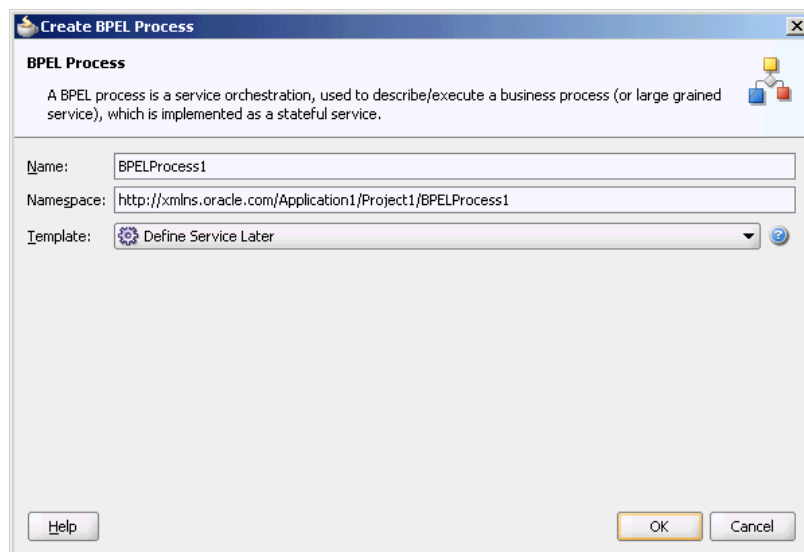 Create BPEL Process
BPEL Process
A BPEL process is a service orchestration, used to describe/execute a business process (or large grained
service), which is implemented as a stateful service.
Name: BPELProcess1
Namespace: http://xmlns.oracle.com/Application1/Project1/BPELProcess1
Template: Define Service Later
Help OK Cancel